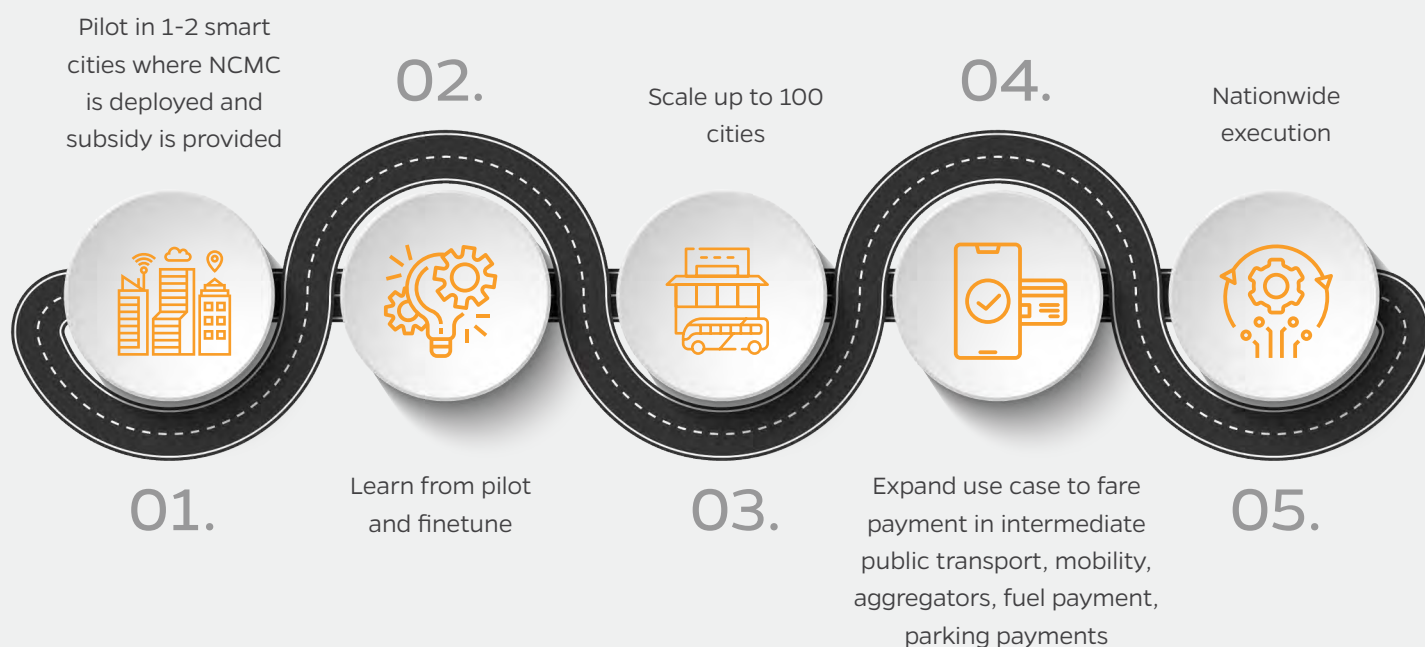 Pilot in 1-2 smart
cities where NCMC
is deployed and
subsidy is provided
01.
02.
Learn from pilot
and finetune
Scale up to 100
cities
03.
04.
Expand use case to fare
payment in intermediate
public transport, mobility,
aggregators, fuel payment,
parking payments
Nationwide
execution
05.